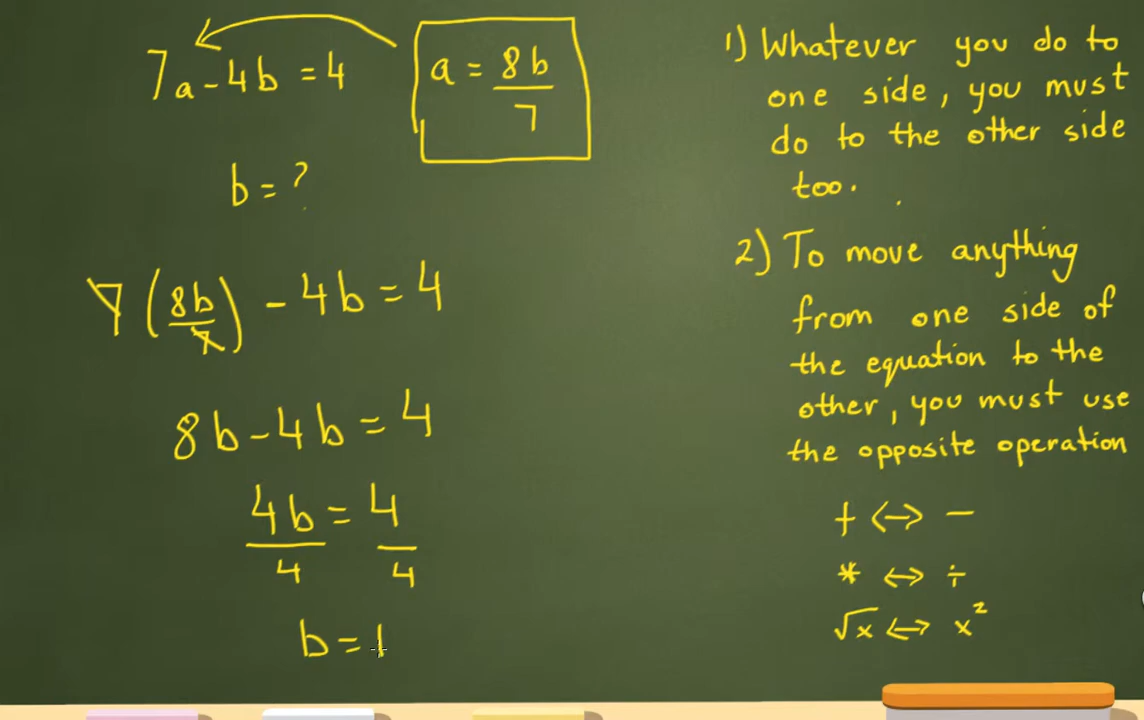 7a - 4b = 4
a = 8b/7
b = ?
7 (8b/7) - 4b = 4
8b - 4b = 4
4b/4 = 4/4
b = 1
1) Whatever you do to
one side, you must
do to the other side
too.
2) To move anything
from one side of
the equation to the
other, you must use
the opposite operation
+ ↔ −
* ↔ ÷
√x ↔ x²